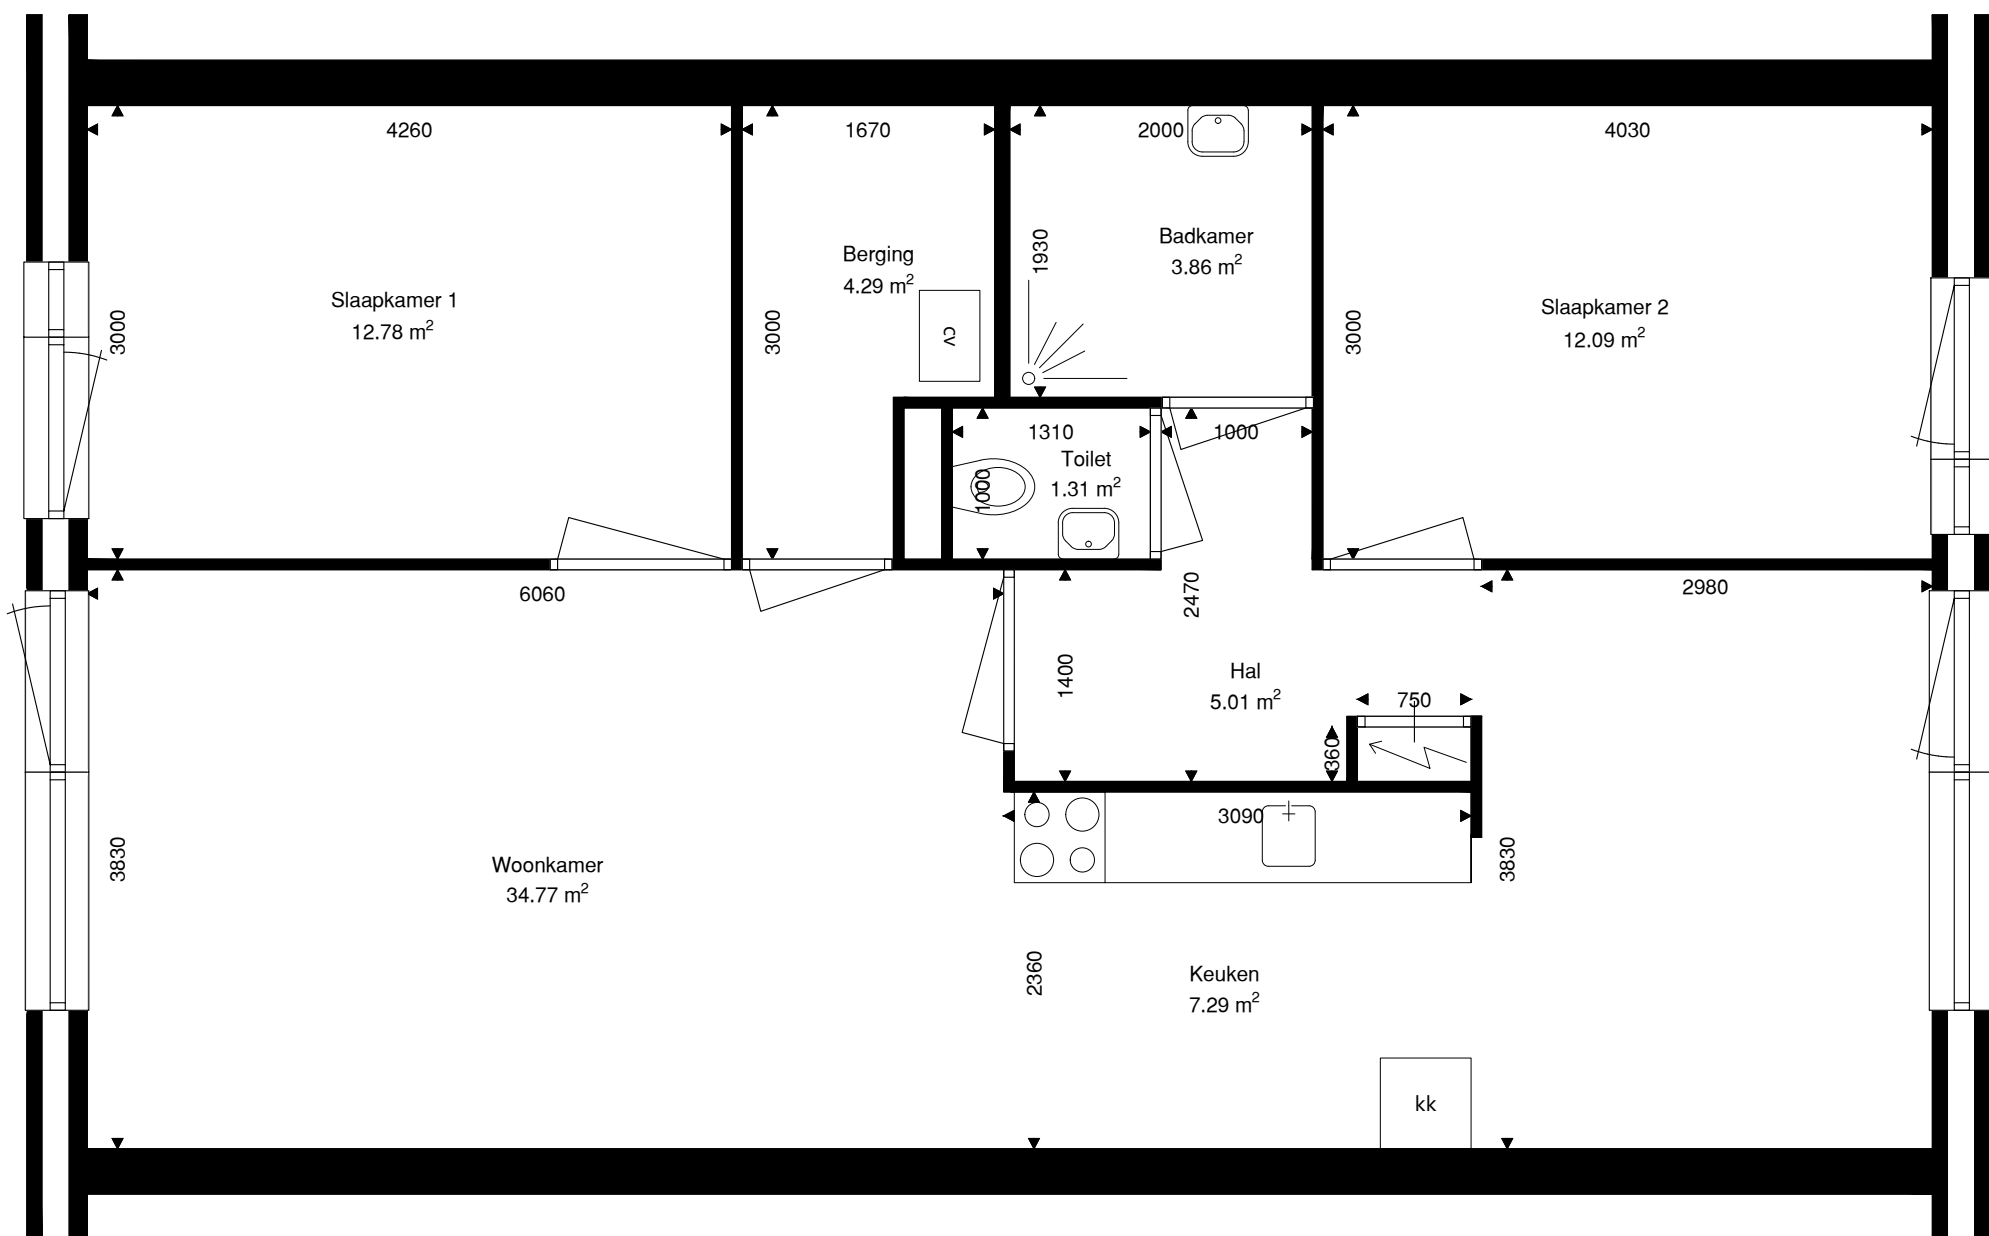 4260
1670
2000
4030
Slaapkamer 1
12.78 m²
3000
Berging
4.29 m²
3000
cv
1930
Badkamer
3.86 m²
3000
Slaapkamer 2
12.09 m²
1310
1000
1000
Toilet
1.31 m²
6060
2470
2980
1400
Hal
5.01 m²
750
360
3090
3830
Woonkamer
34.77 m²
3830
2360
Keuken
7.29 m²
kk